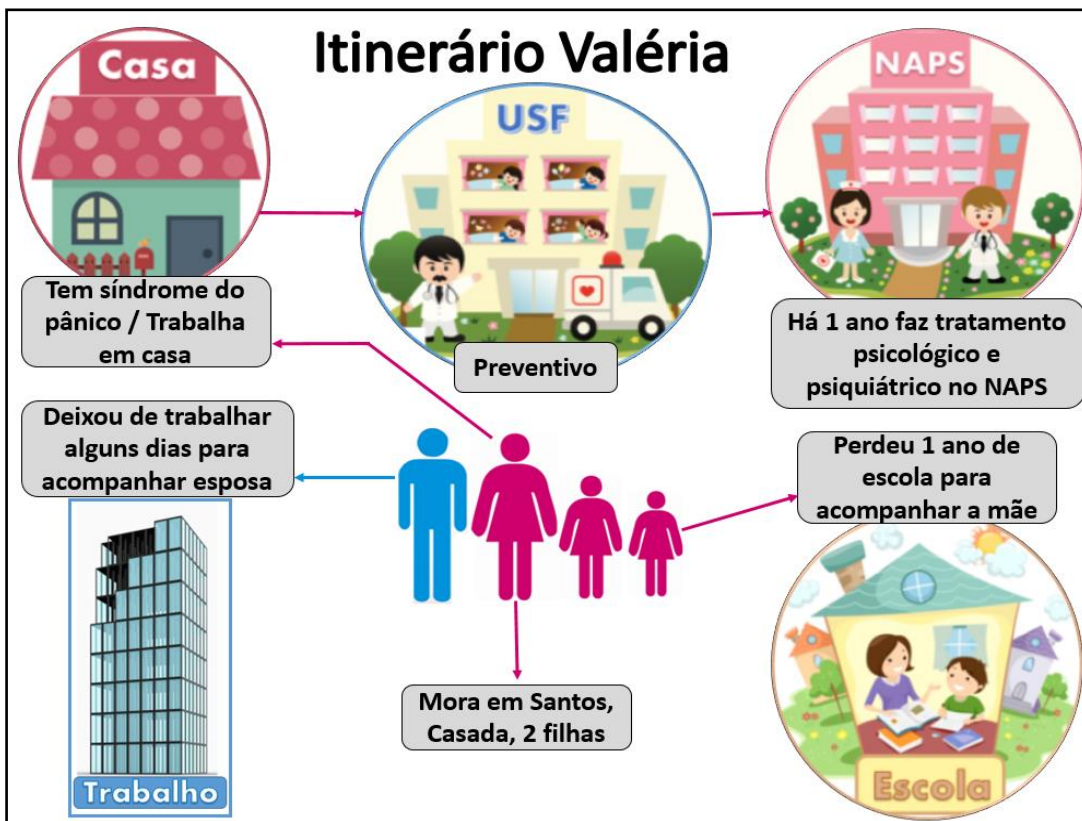 Itinerário Valéria
Casa
USF
NAPS
Tem síndrome do
pânico / Trabalha
em casa
Preventivo
Há 1 ano faz tratamento
psicológico e
psiquiátrico no NAPS
Deixou de trabalhar
alguns dias para
acompanhar esposa
Perdeu 1 ano de
escola para
acompanhar a mãe
Mora em Santos,
Casada, 2 filhas
Trabalho
Escola